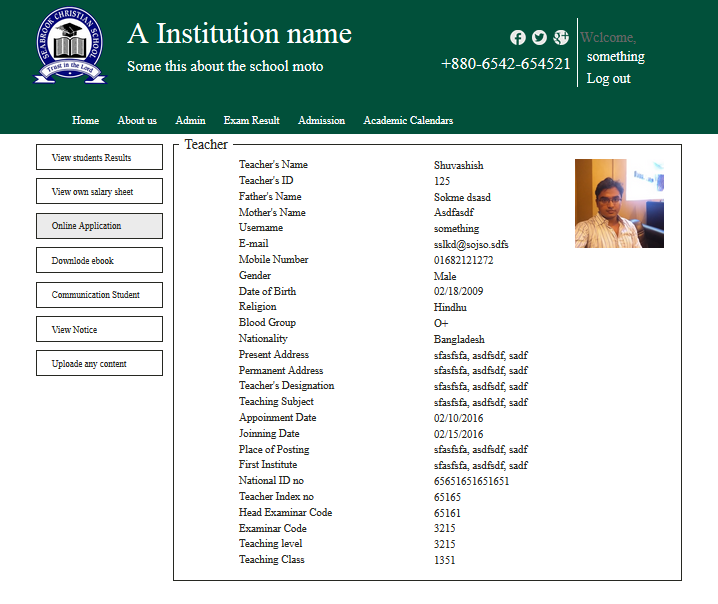 SEABROOK CHRISTIAN SCHOOL
Trust in the Lord
A Institution name
Some this about the school moto
+880-6542-654521
Welcome,
something
Log out
Home About us Admin Exam Result Admission Academic Calendars
View students Results
View own salary sheet
Online Application
Downlode ebook
Communication Student
View Notice
Uploade any content
Teacher
Teacher's Name Shuvashish
Teacher's ID 125
Father's Name Sokme dsasd
Mother's Name Asdfasdf
Username something
E-mail sslkd@sojso.sdfs
Mobile Number 01682121272
Gender Male
Date of Birth 02/18/2009
Religion Hindhu
Blood Group O+
Nationality Bangladesh
Present Address sfasfsfa, asdfsdf, sadf
Permanent Address sfasfsfa, asdfsdf, sadf
Teacher's Designation sfasfsfa, asdfsdf, sadf
Teaching Subject sfasfsfa, asdfsdf, sadf
Appoinment Date 02/10/2016
Joinning Date 02/15/2016
Place of Posting sfasfsfa, asdfsdf, sadf
First Institute sfasfsfa, asdfsdf, sadf
National ID no 65651651651651
Teacher Index no 65165
Head Examinar Code 65161
Examinar Code 3215
Teaching level 3215
Teaching Class 1351